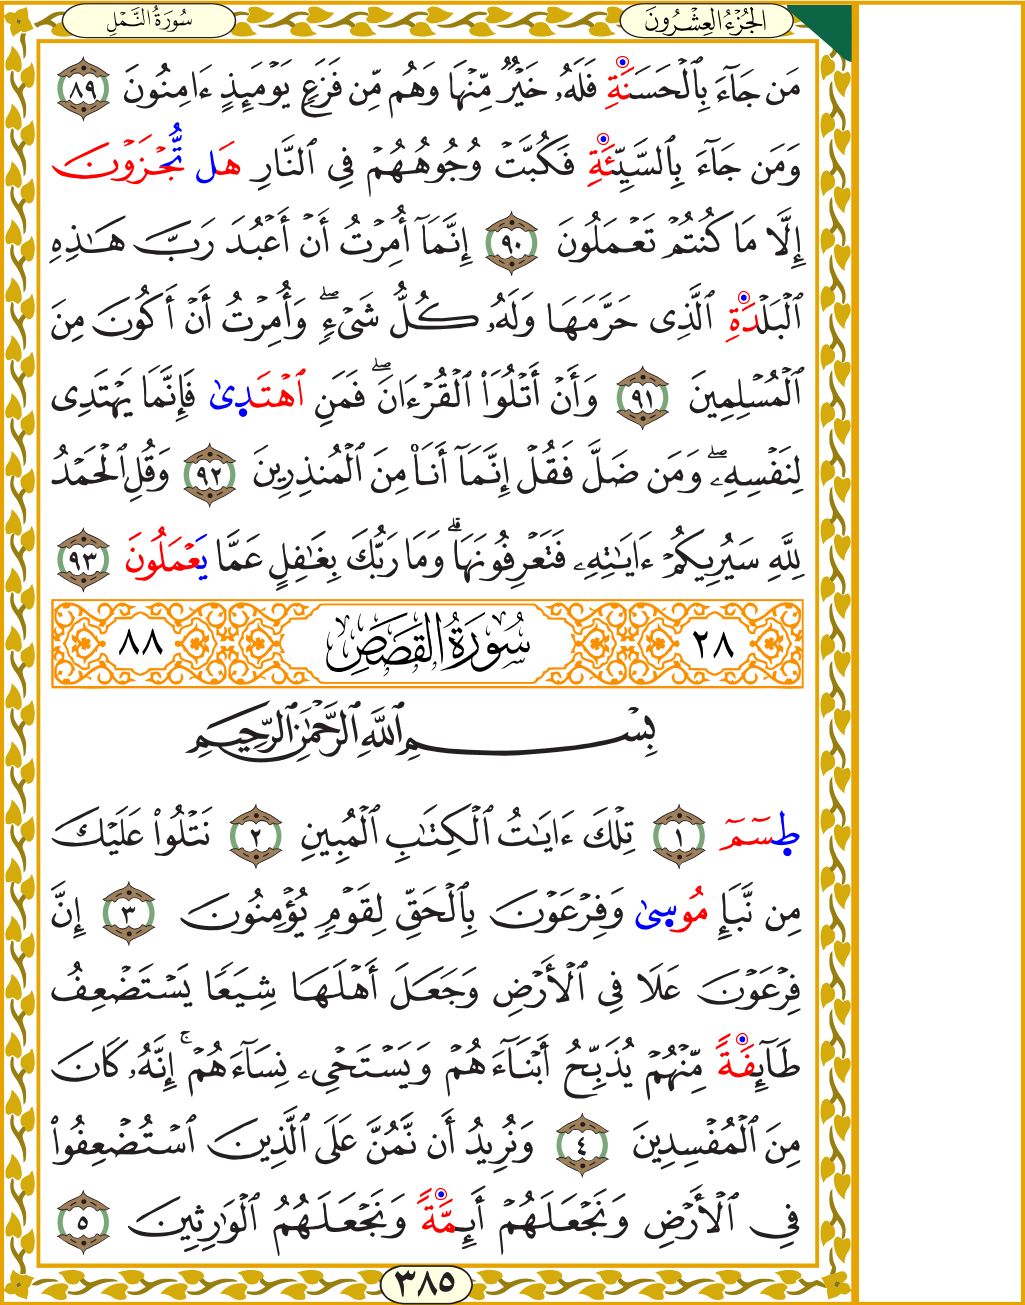 الجُزْءُ العِشْرُونَ
سُورَةُ النَّمْلِ
مَن جَآءَ بِٱلْحَسَنَةِ فَلَهُۥ خَيْرٌ مِّنْهَا وَهُم مِّن فَزَعٍ يَوْمَئِذٍ ءَامِنُونَ ٨٩
وَمَن جَآءَ بِٱلسَّيِّئَةِ فَكُبَّتْ وُجُوهُهُمْ فِى ٱلنَّارِ هَل تُّجْزَوْنَ
إِلَّا مَا كُنتُمْ تَعْمَلُونَ ٩٠ إِنَّمَآ أُمِرْتُ أَنْ أَعْبُدَ رَبَّ هَـٰذِهِ
ٱلْبَلْدَةِ ٱلَّذِى حَرَّمَهَا وَلَهُۥ كُلُّ شَىْءٍ ۖ وَأُمِرْتُ أَنْ أَكُونَ مِنَ
ٱلْمُسْلِمِينَ ٩١ وَأَنْ أَتْلُوَا۟ ٱلْقُرْءَانَ ۖ فَمَنِ ٱهْتَدِىٰ فَإِنَّمَا يَهْتَدِى
لِنَفْسِهِۦ ۖ وَمَن ضَلَّ فَقُلْ إِنَّمَآ أَنَا۠ مِنَ ٱلْمُنذِرِينَ ٩٢ وَقُلِ ٱلْحَمْدُ
لِلَّهِ سَيُرِيكُمْ ءَايَـٰتِهِۦ فَتَعْرِفُونَهَا ۚ وَمَا رَبُّكَ بِغَـٰفِلٍ عَمَّا يَعْمَلُونَ ٩٣
٢٨ سُورَةُ القَصَصِ ٨٨
بِسْمِ ٱللَّهِ ٱلرَّحْمَـٰنِ ٱلرَّحِيمِ
طِسٓمٓ ١ تِلْكَ ءَايَـٰتُ ٱلْكِتَـٰبِ ٱلْمُبِينِ ٢ نَتْلُوا۟ عَلَيْكَ
مِن نَّبَإِ مُوسِىٰ وَفِرْعَوْنَ بِٱلْحَقِّ لِقَوْمٍ يُؤْمِنُونَ ٣ إِنَّ
فِرْعَوْنَ عَلَا فِى ٱلْأَرْضِ وَجَعَلَ أَهْلَهَا شِيَعًا يَسْتَضْعِفُ
طَآئِفَةً مِّنْهُمْ يُذَبِّحُ أَبْنَآءَهُمْ وَيَسْتَحْىِۦ نِسَآءَهُمْ ۚ إِنَّهُۥ كَانَ
مِنَ ٱلْمُفْسِدِينَ ٤ وَنُرِيدُ أَن نَّمُنَّ عَلَى ٱلَّذِينَ ٱسْتُضْعِفُوا۟
فِى ٱلْأَرْضِ وَنَجْعَلَهُمْ أَئِمَّةً وَنَجْعَلَهُمُ ٱلْوَٰرِثِينَ ٥
٣٨٥